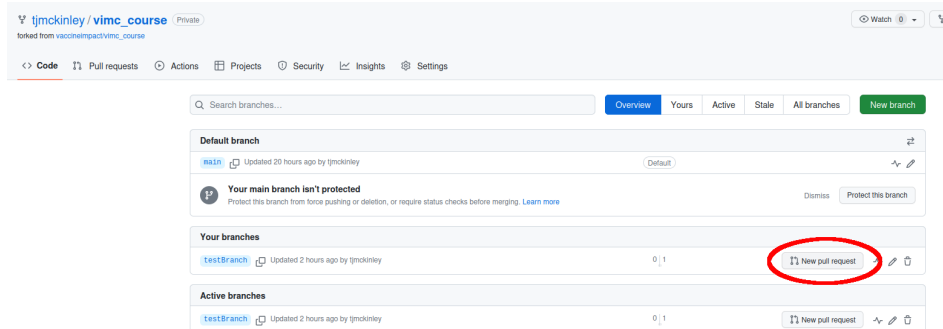 tjmckinley / vimc_course Private
forked from vaccineimpact/vimc_course
Watch 0
Code Pull requests Actions Projects Security Insights Settings
Search branches... Overview Yours Active Stale All branches New branch
Default branch
main Updated 20 hours ago by tjmckinley Default
Your main branch isn't protected
Protect this branch from force pushing or deletion, or require status checks before merging. Learn more
Dismiss Protect this branch
Your branches
testBranch Updated 2 hours ago by tjmckinley 0 1 New pull request
Active branches
testBranch Updated 2 hours ago by tjmckinley 0 1 New pull request